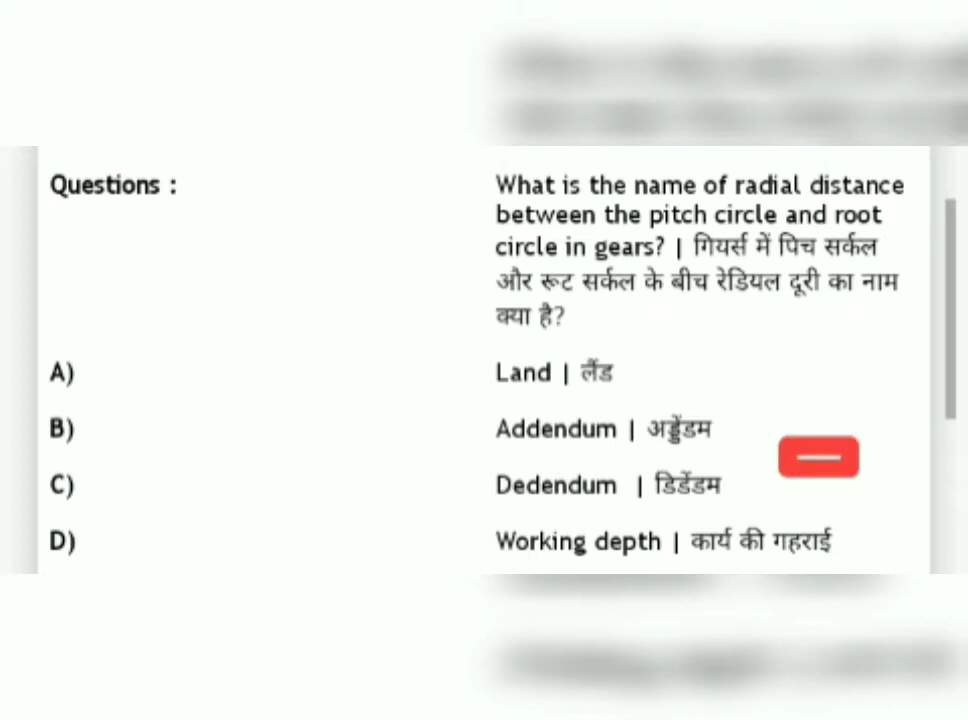 Questions :
What is the name of radial distance
between the pitch circle and root
circle in gears? | गियर्स में पिच सर्कल
और रूट सर्कल के बीच रेडियल दूरी का नाम
क्या है?
A) Land | लैंड
B) Addendum | अड्डेंडम
C) Dedendum | डिडेंडम
D) Working depth | कार्य की गहराई